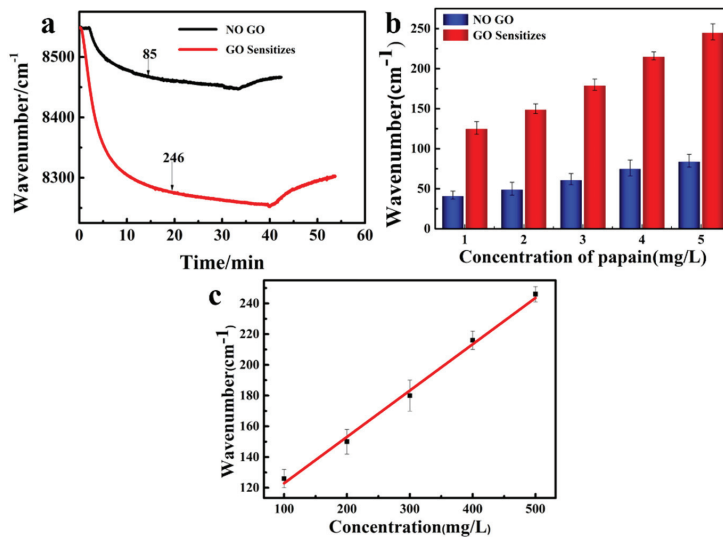 a
NO GO
GO Sensitizes
85
246
8500
8400
8300
Wavenumber/cm⁻¹
0 10 20 30 40 50 60
Time/min
b
NO GO
GO Sensitizes
250
200
150
100
50
0
Wavenumber(cm⁻¹)
1 2 3 4 5
Concentration of papain(mg/L)
c
240
220
200
180
160
140
120
Wavenumber(cm⁻¹)
100 200 300 400 500
Concentration(mg/L)